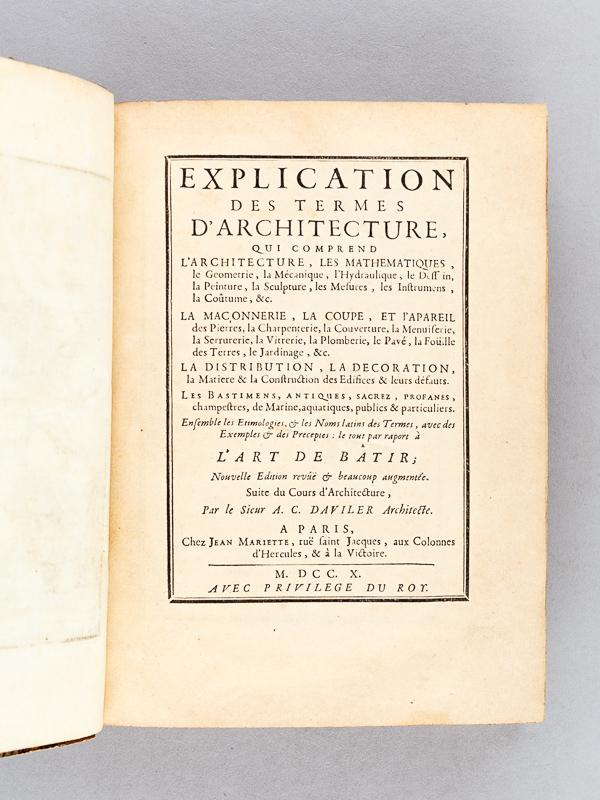 EXPLICATION
DES TERMES
D'ARCHITECTURE,
QUI COMPREND
L'ARCHITECTURE, LES MATHEMATIQUES,
le Geometrie, la Mécanique, l'Hydraulique, le Dessin,
la Peinture, la Sculpture, les Mesures, les Instrumens,
la Coûtume, &c.
LA MAÇONNERIE, LA COUPE, ET l'APAREIL
des Pierres, la Charpenterie, la Couverture, la Menuiserie,
la Serrurerie, la Vitrerie, la Plomberie, le Pavé, la Foüille
des Terres, le Jardinage, &c.
LA DISTRIBUTION, LA DECORATION,
la Matiere & la Construction des Edifices & leurs défauts.
LES BASTIMENS, ANTIQUES, SACREZ, PROFANES,
champestres, de Marine, aquatiques, publics & particuliers.
Ensemble les Etimologies, & les Noms latins des Termes, avec des
Exemples & des Preceptes : le tout par raport à
L'ART DE BÂTIR;
Nouvelle Edition revûë & beaucoup augmentée.
Suite du Cours d'Architecture,
Par le Sieur A. C. DAVILER Architecte.
A PARIS,
Chez JEAN MARIETTE, ruë saint Jacques, aux Colonnes
d'Hercules, & à la Victoire.
M. DCC. X.
AVEC PRIVILEGE DU ROY.